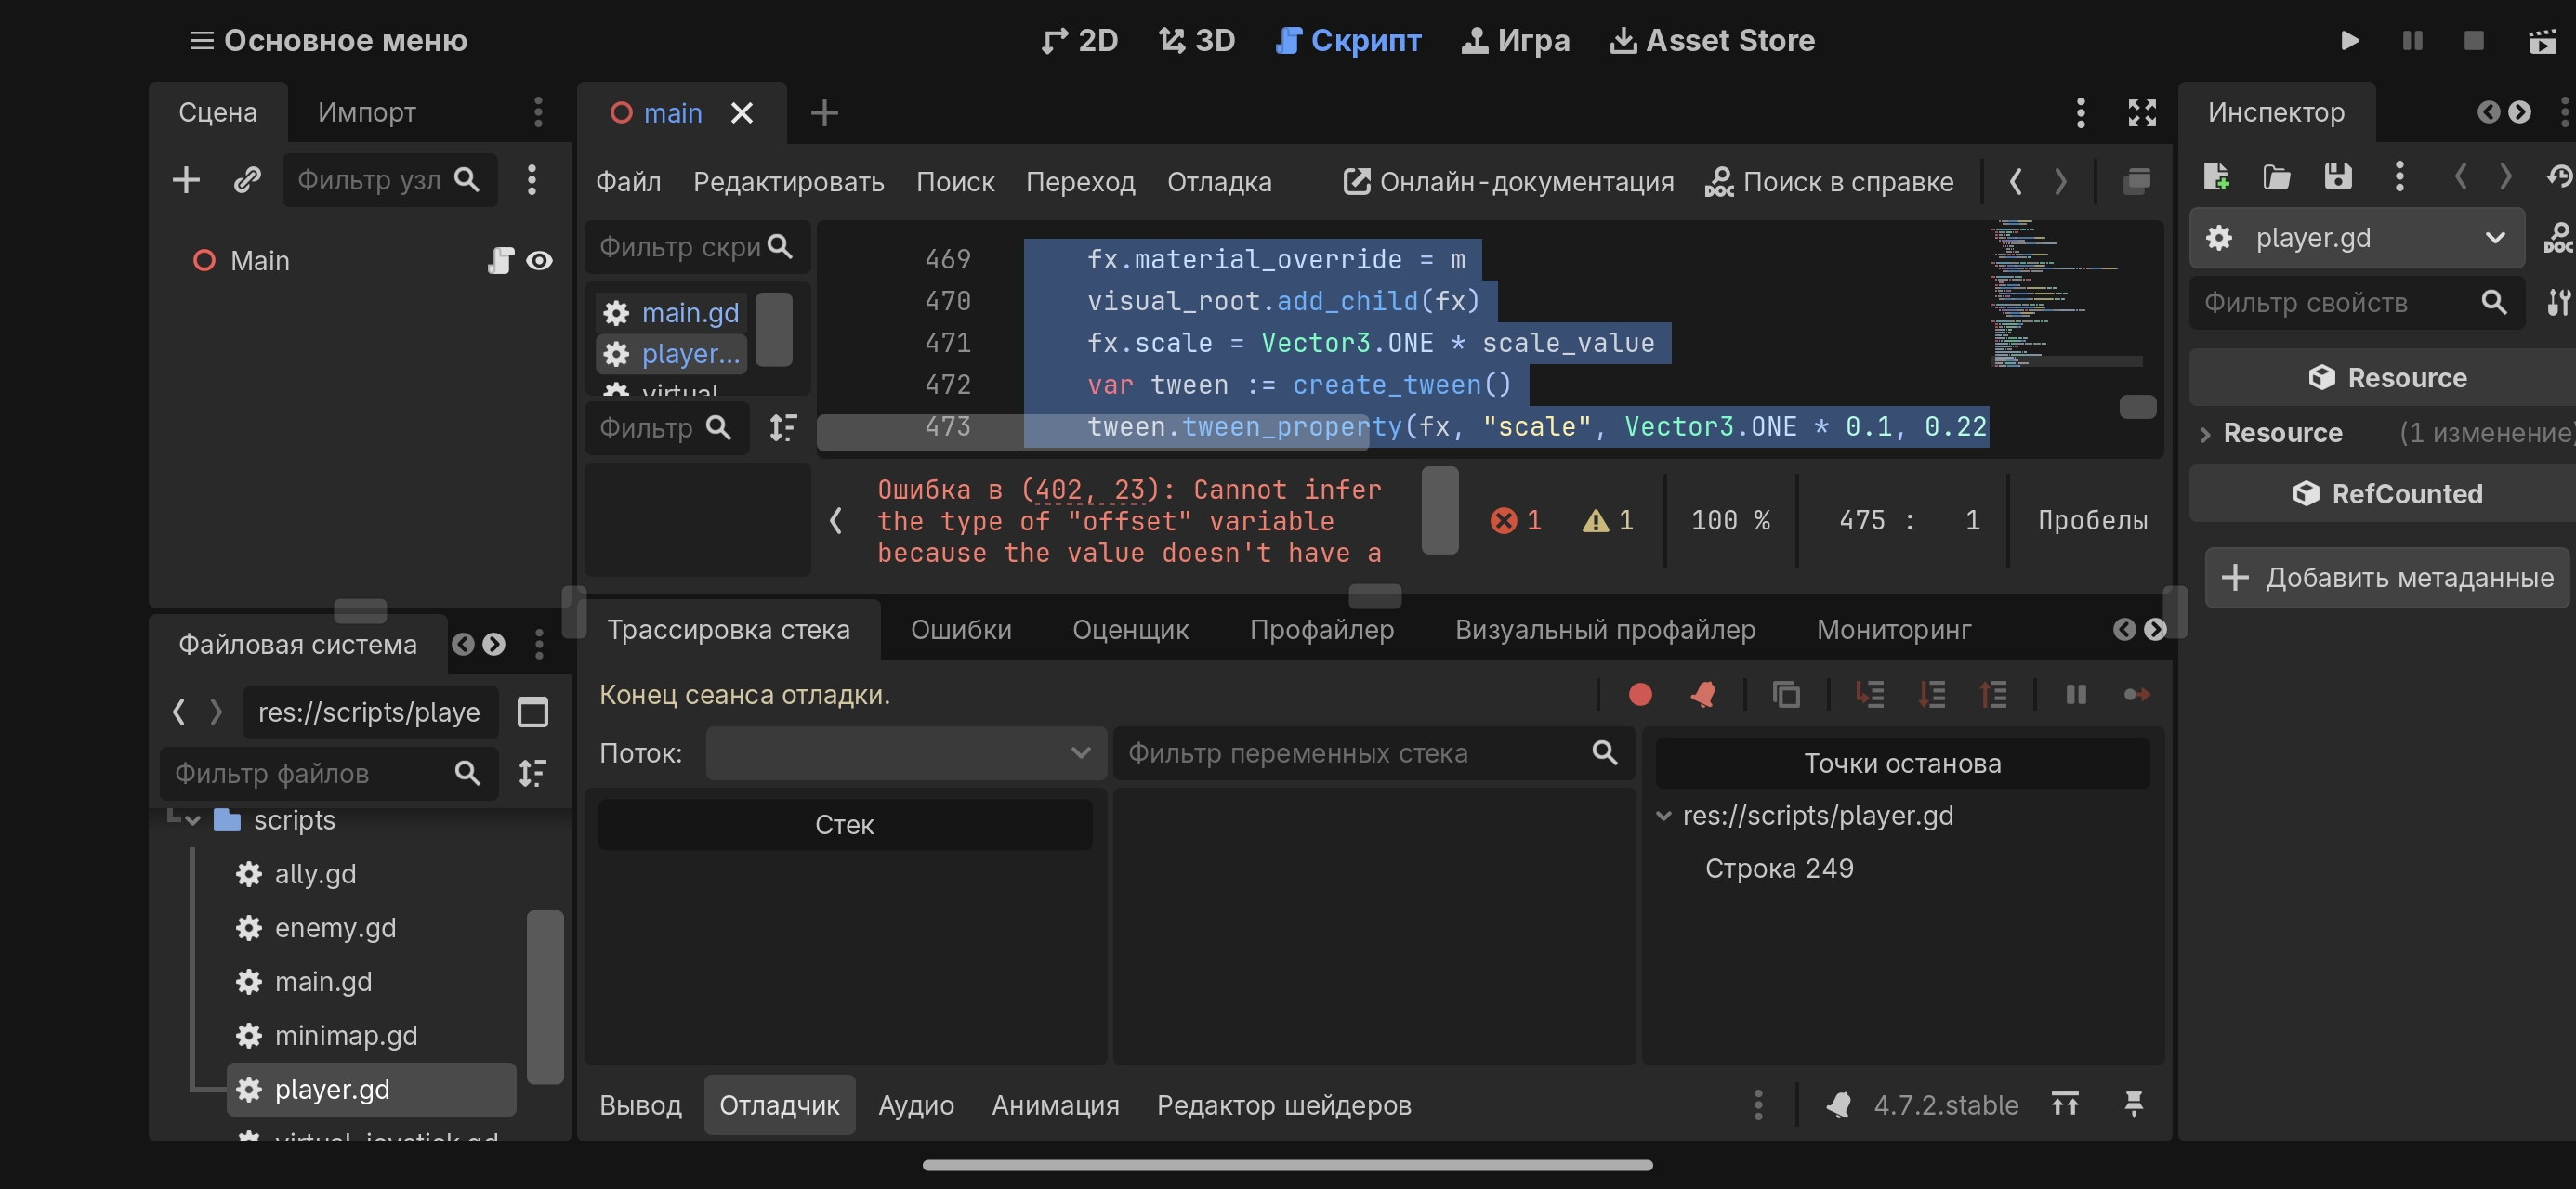 Основное меню
2D
3D
Скрипт
Игра
Asset Store
Сцена
Импорт
main
Инспектор
Фильтр узл
Файл
Редактировать
Поиск
Переход
Отладка
Онлайн-документация
DOC
Поиск в справке
Main
Фильтр скри
main.gd
player...
virtual
Фильтр
469 fx.material_override = m
470 visual_root.add_child(fx)
471 fx.scale = Vector3.ONE * scale_value
472 var tween := create_tween()
473 tween.tween_property(fx, "scale", Vector3.ONE * 0.1, 0.22
Ошибка в (402, 23): Cannot infer
the type of "offset" variable
because the value doesn't have a
1
1
100 %
475 : 1
Пробелы
player.gd
DOC
Фильтр свойств
Resource
Resource (1 изменение)
RefCounted
Добавить метаданные
Файловая система
res://scripts/playe
Фильтр файлов
scripts
ally.gd
enemy.gd
main.gd
minimap.gd
player.gd
virtual_joystick.gd
Трассировка стека
Ошибки
Оценщик
Профайлер
Визуальный профайлер
Мониторинг
Конец сеанса отладки.
Поток:
Фильтр переменных стека
Стек
Точки останова
res://scripts/player.gd
Строка 249
Вывод
Отладчик
Аудио
Анимация
Редактор шейдеров
4.7.2.stable